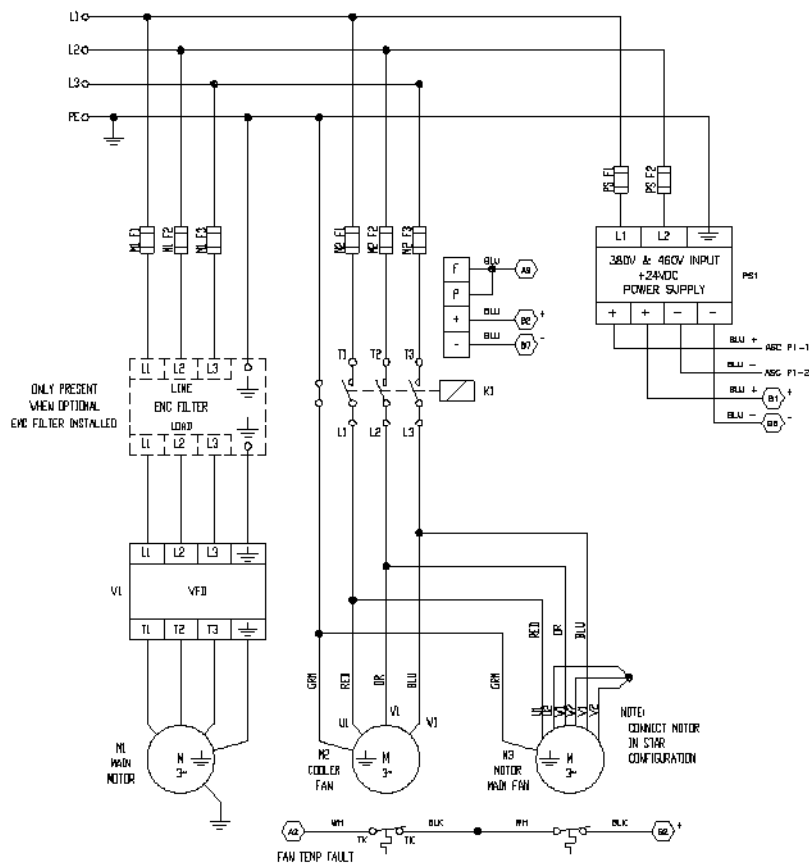 L1
L2
L3
PE
M1 F1
M1 F2
M1 F3
M2 F1
M2 F2
M2 F3
PS F1
PS F2
L1 L2
380V & 460V INPUT
+24VDC
POWER SUPPLY
+ + - -
PS1
BLU + ASC P1-1
BLU - ASC P1-2
BLU + B1 +
BLU -
F
P
+
-
BLU
BLU +
BLU B7 -
T1 T2 T3
K1
L1 L2 L3
ONLY PRESENT
WHEN OPTIONAL
EMC FILTER INSTALLED
L1 L2 L3
LINE
EMC FILTER
LOAD
L1 L2 L3
L1 L2 L3
V1
VFD
T1 T2 T3
M1
MAIN
MOTOR
M
3~
GRN
RED
OR
BLU
U1
V1
W1
M2
COOLER
FAN
M
3~
GRN
RED
OR
BLU
M3
MOTOR
MAIN FAN
M
3~
NOTE:
CONNECT MOTOR
IN STAR
CONFIGURATION
A2 WH TK TK BLK WH BLK +
FAN TEMP FAULT